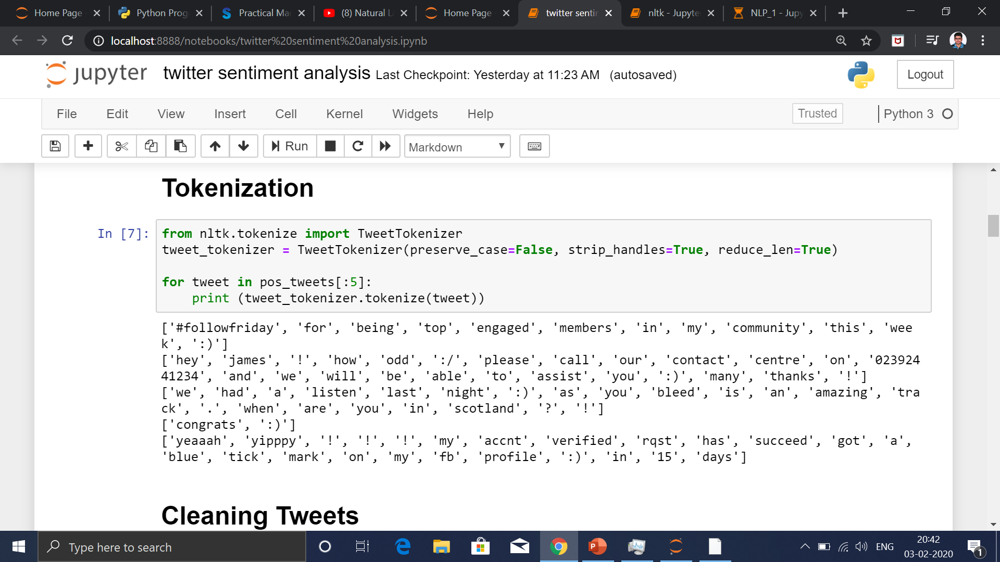 Home Page Python Prog Practical Ma (8) Natural L Home Page twitter senti nltk - Jupyte NLP_1 - Jupy
localhost:8888/notebooks/twitter%20sentiment%20analysis.ipynb
jupyter twitter sentiment analysis Last Checkpoint: Yesterday at 11:23 AM (autosaved) Logout
File Edit View Insert Cell Kernel Widgets Help Trusted Python 3
Run Markdown
Tokenization
In [7]: from nltk.tokenize import TweetTokenizer
tweet_tokenizer = TweetTokenizer(preserve_case=False, strip_handles=True, reduce_len=True)
for tweet in pos_tweets[:5]:
    print (tweet_tokenizer.tokenize(tweet))
['#followfriday', 'for', 'being', 'top', 'engaged', 'members', 'in', 'my', 'community', 'this', 'wee
k', ':)']
['hey', 'james', '!', 'how', 'odd', ':/', 'please', 'call', 'our', 'contact', 'centre', 'on', '023924
41234', 'and', 'we', 'will', 'be', 'able', 'to', 'assist', 'you', ':)', 'many', 'thanks', '!']
['we', 'had', 'a', 'listen', 'last', 'night', ':)', 'as', 'you', 'bleed', 'is', 'an', 'amazing', 'tra
ck', '.', 'when', 'are', 'you', 'in', 'scotland', '?', '!']
['congrats', ':)']
['yeaaah', 'yipppy', '!', '!', '!', 'my', 'accnt', 'verified', 'rqst', 'has', 'succeed', 'got', 'a',
'blue', 'tick', 'mark', 'on', 'my', 'fb', 'profile', ':)', 'in', '15', 'days']
Cleaning Tweets
Type here to search ENG 20:42
03-02-2020 1